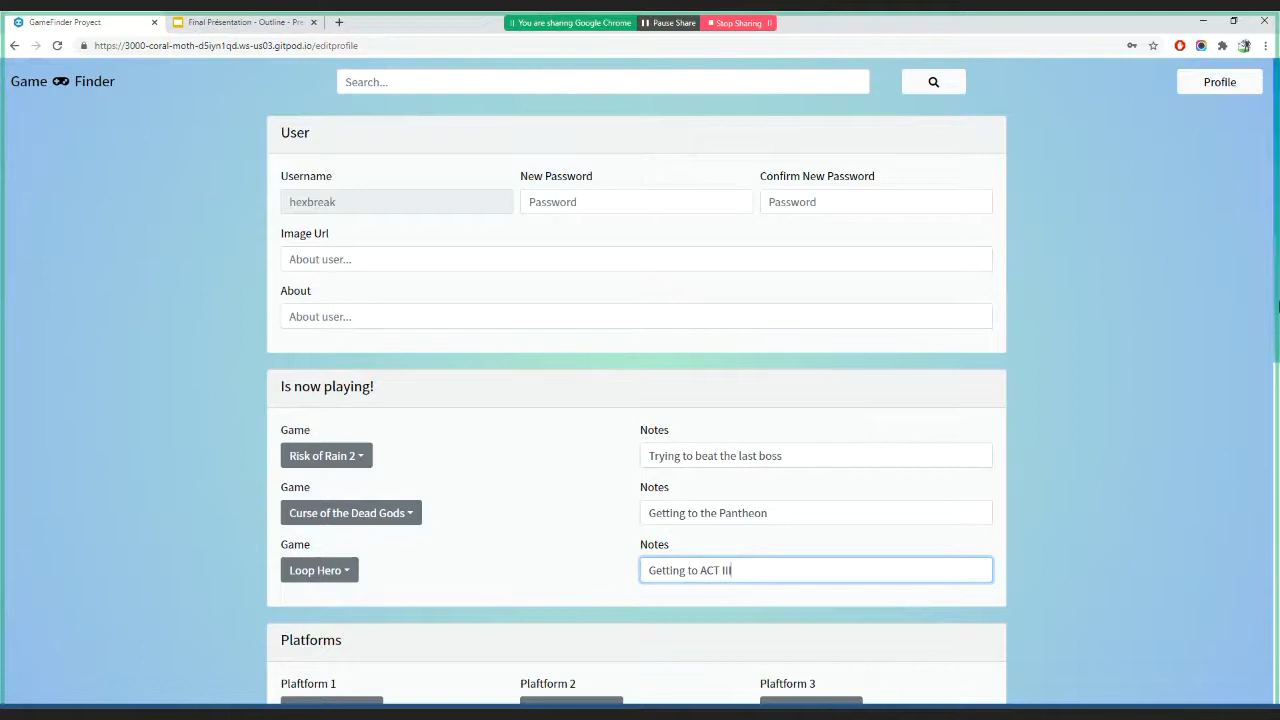 GameFinder Proyect
Final Présentation - Outline - Pre
You are sharing Google Chrome
Pause Share
Stop Sharing
https://3000-coral-moth-d5iyn1qd.ws-us03.gitpod.io/editprofile
Game Finder
Search...
Profile
User
Username
New Password
Confirm New Password
hexbreak
Password
Password
Image Url
About user...
About
About user...
Is now playing!
Game
Notes
Risk of Rain 2
Trying to beat the last boss
Game
Notes
Curse of the Dead Gods
Getting to the Pantheon
Game
Notes
Loop Hero
Getting to ACT III
Platforms
Plaftform 1
Platform 2
Platform 3